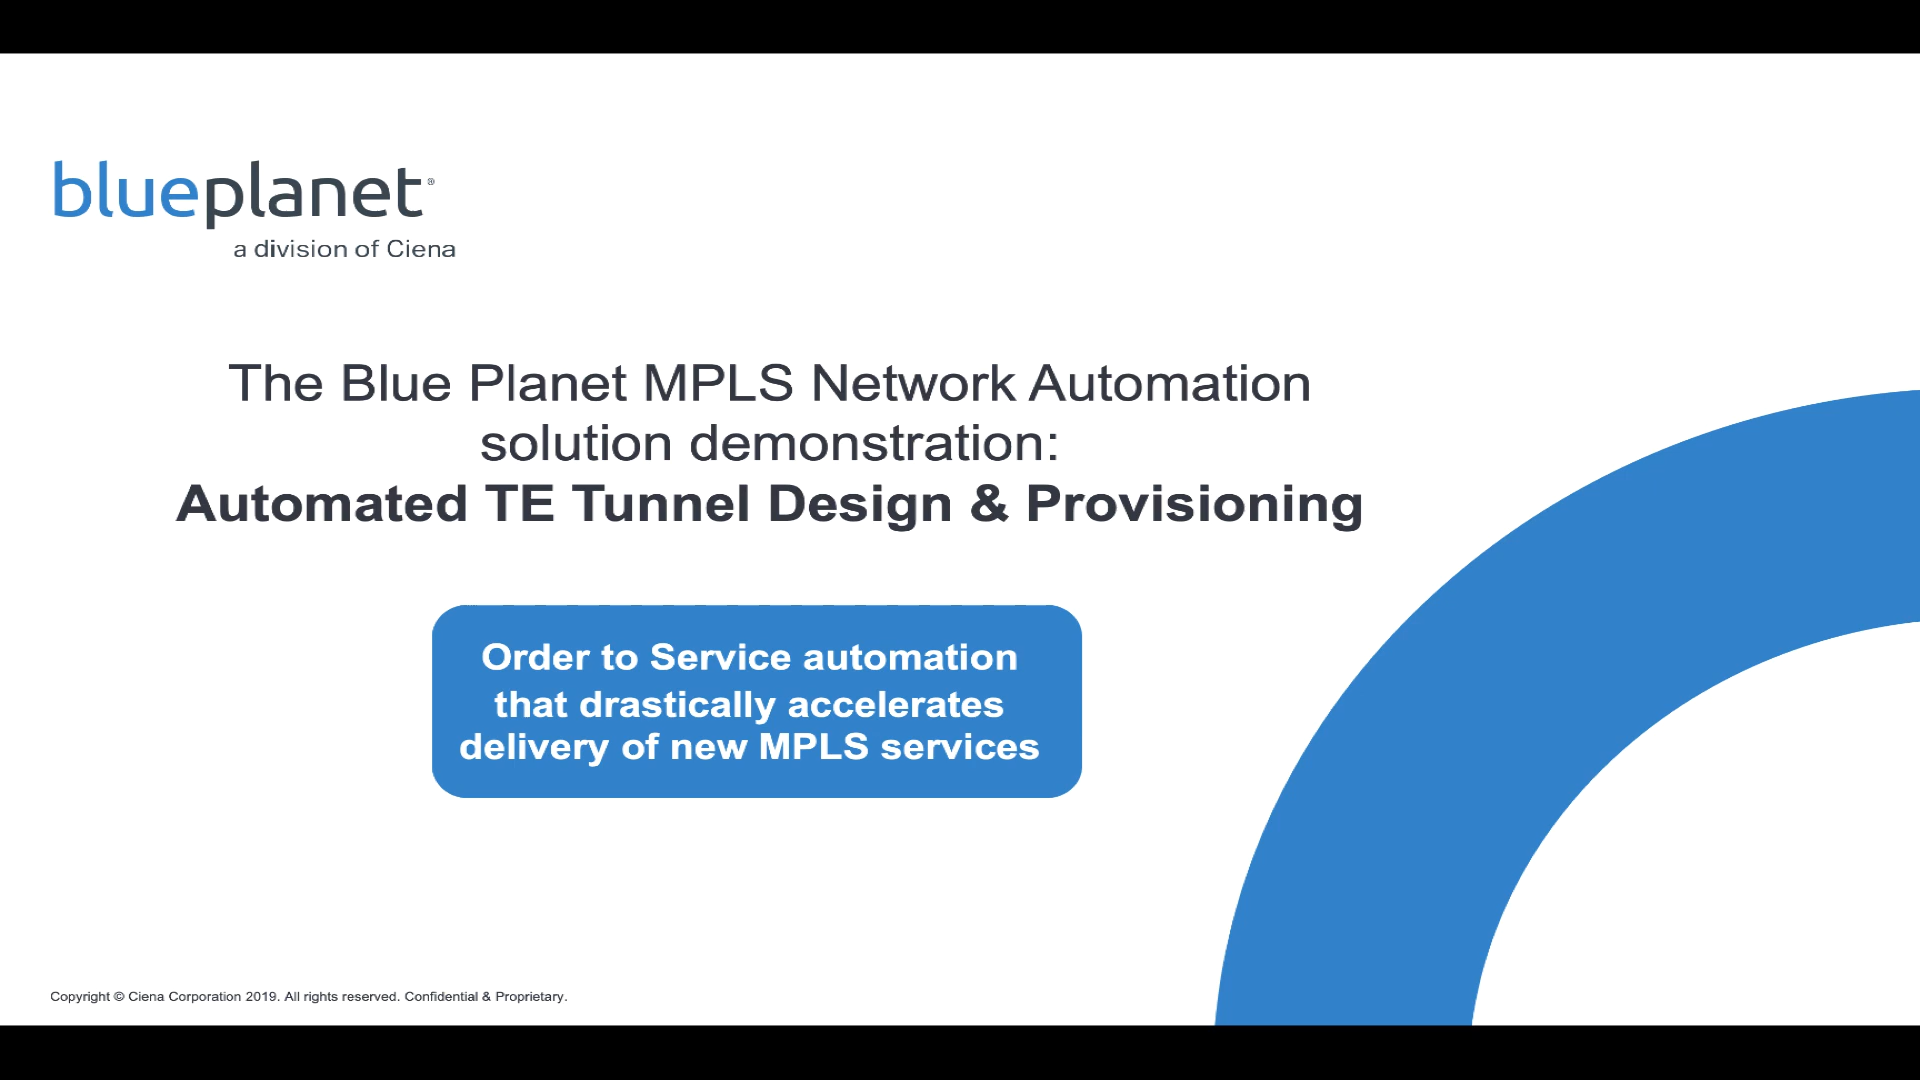 blueplanet®
a division of Ciena
The Blue Planet MPLS Network Automation
solution demonstration:
Automated TE Tunnel Design & Provisioning
Order to Service automation
that drastically accelerates
delivery of new MPLS services
Copyright © Ciena Corporation 2019. All rights reserved. Confidential & Proprietary.